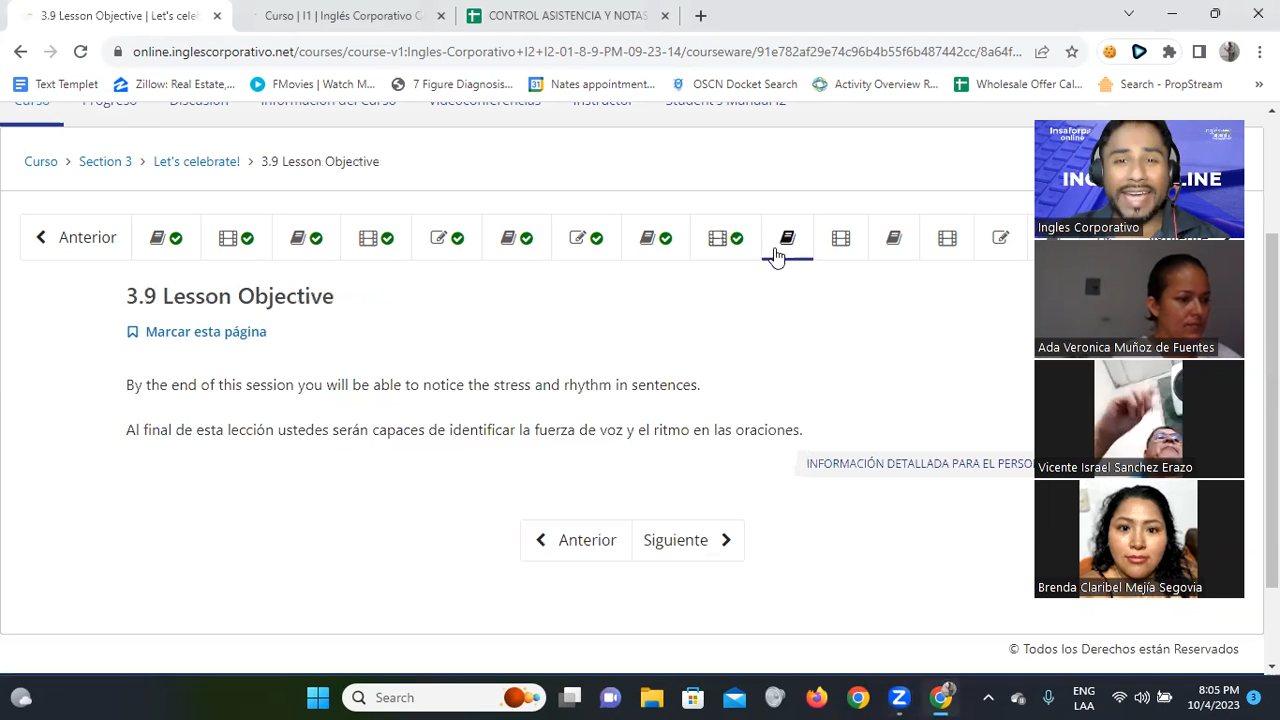 3.9 Lesson Objective | Let's celeb
Curso | I1 | Inglés Corporativo G
CONTROL ASISTENCIA Y NOTAS
online.inglescorporativo.net/courses/course-v1:Ingles-Corporativo+I2+I2-01-8-9-PM-09-23-14/courseware/91e782af29e74c96b4b55f6b487442cc/8a64f...
Text Templet
Zillow: Real Estate,...
FMovies | Watch M...
7 Figure Diagnosis...
Nates appointment...
OSCN Docket Search
Activity Overview R...
Wholesale Offer Cal...
Search - PropStream
»
Curso Progreso Discusión Información del Curso Videoconferencias Instructor Student's Manual I2
Curso > Section 3 > Let's celebrate! > 3.9 Lesson Objective
Anterior
3.9 Lesson Objective
Marcar esta página
By the end of this session you will be able to notice the stress and rhythm in sentences.
Al final de esta lección ustedes serán capaces de identificar la fuerza de voz y el ritmo en las oraciones.
INFORMACIÓN DETALLADA PARA EL PERSO
Anterior
Siguiente
© Todos los Derechos están Reservados
Insaforp
online
Ingles Corporativo
Ada Veronica Muñoz de Fuentes
Vicente Israel Sanchez Erazo
Brenda Claribel Mejía Segovia
Search
ENG
LAA
8:05 PM
10/4/2023
3